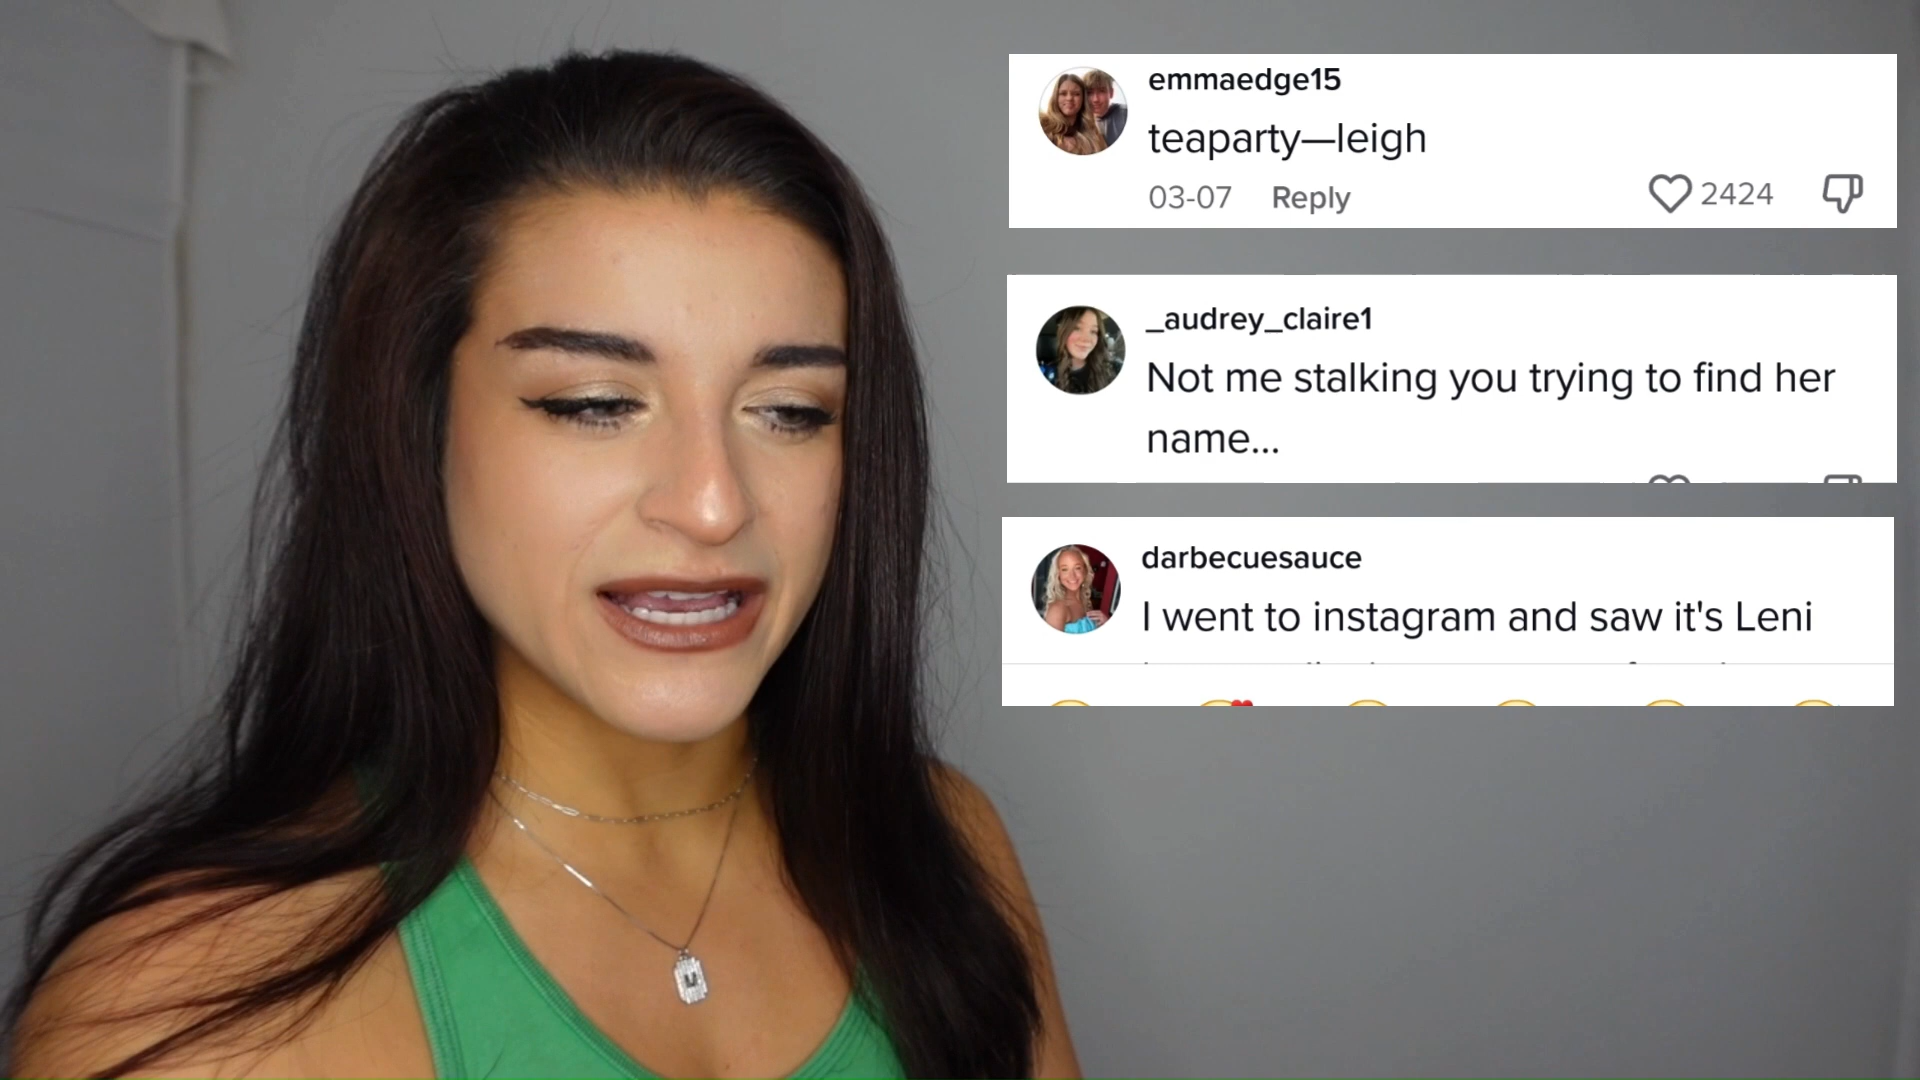 emmaedge15
teaparty—leigh
03-07 Reply 2424
_audrey_claire1
Not me stalking you trying to find her
name...
darbecuesauce
I went to instagram and saw it's Leni